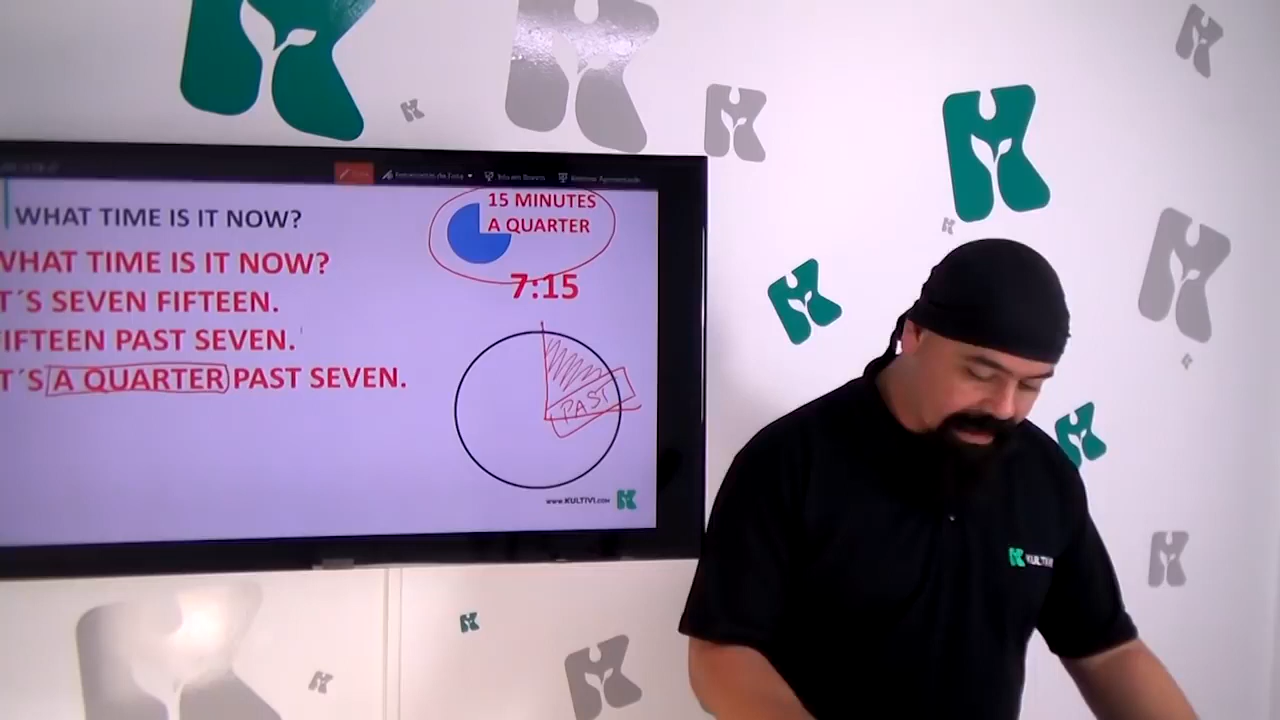 WHAT TIME IS IT NOW?
WHAT TIME IS IT NOW?
T´S SEVEN FIFTEEN.
IFTEEN PAST SEVEN.
T´S A QUARTER PAST SEVEN.
15 MINUTES
A QUARTER
7:15
PAST
www.KULTIVI.COM
KULTIVI